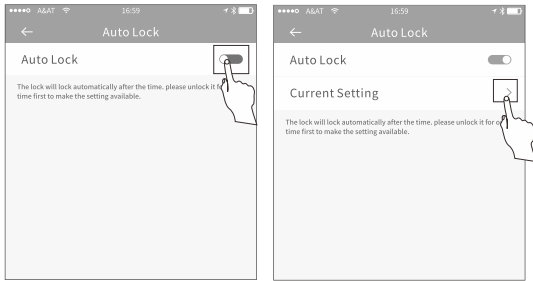 A&AT 16:59
Auto Lock
Auto Lock
The lock will lock automatically after the time. please unlock it
time first to make the setting available.
A&AT 16:59
Auto Lock
Auto Lock
Current Setting
The lock will lock automatically after the time. please unlock it for
time first to make the setting available.